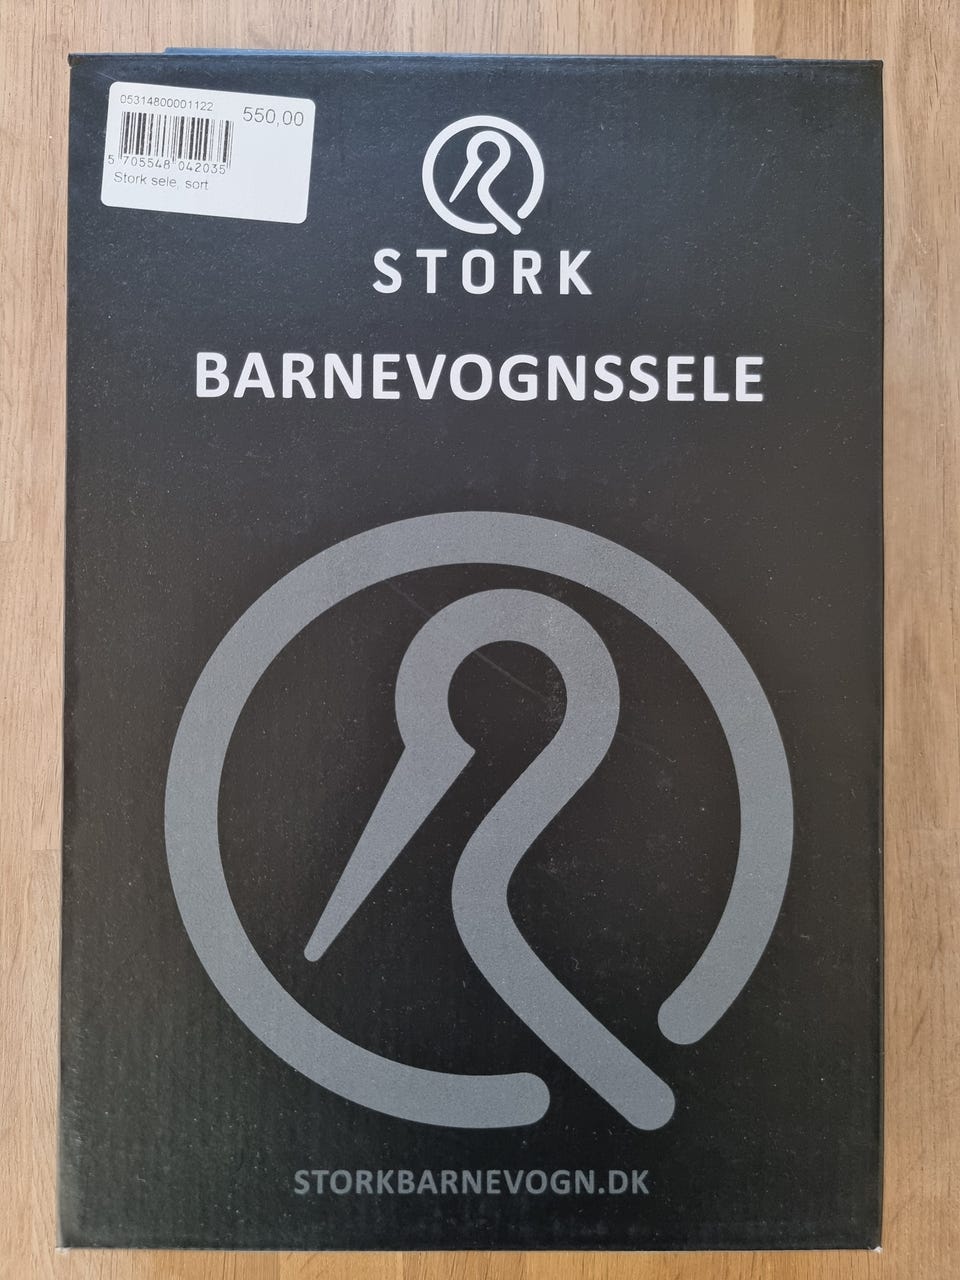 05314800001122
550,00
5 705548 042035
Stork sele, sort
STORK
BARNEVOGNSSELE
STORKBARNEVOGN.DK